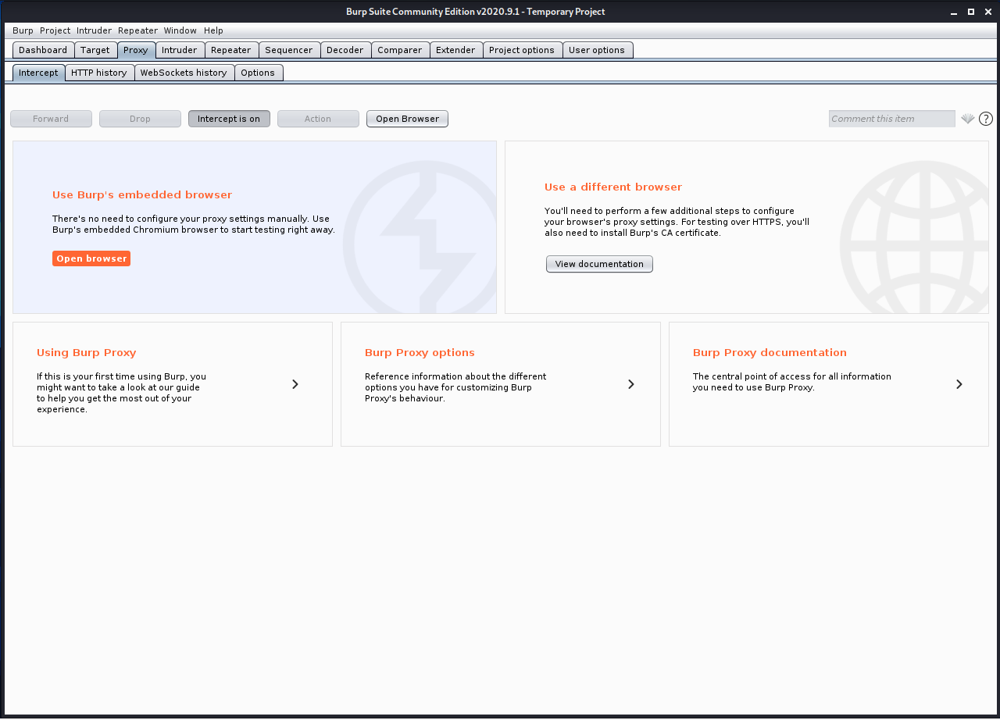 Burp Suite Community Edition v2020.9.1 - Temporary Project
Burp Project Intruder Repeater Window Help
Dashboard Target Proxy Intruder Repeater Sequencer Decoder Comparer Extender Project options User options
Intercept HTTP history WebSockets history Options
Forward Drop Intercept is on Action Open Browser Comment this item ?
Use Burp's embedded browser
There's no need to configure your proxy settings manually. Use
Burp's embedded Chromium browser to start testing right away.
Open browser
Use a different browser
You'll need to perform a few additional steps to configure
your browser's proxy settings. For testing over HTTPS, you'll
also need to install Burp's CA certificate.
View documentation
Using Burp Proxy
If this is your first time using Burp, you
might want to take a look at our guide
to help you get the most out of your
experience.
Burp Proxy options
Reference information about the different
options you have for customizing Burp
Proxy's behaviour.
Burp Proxy documentation
The central point of access for all information
you need to use Burp Proxy.